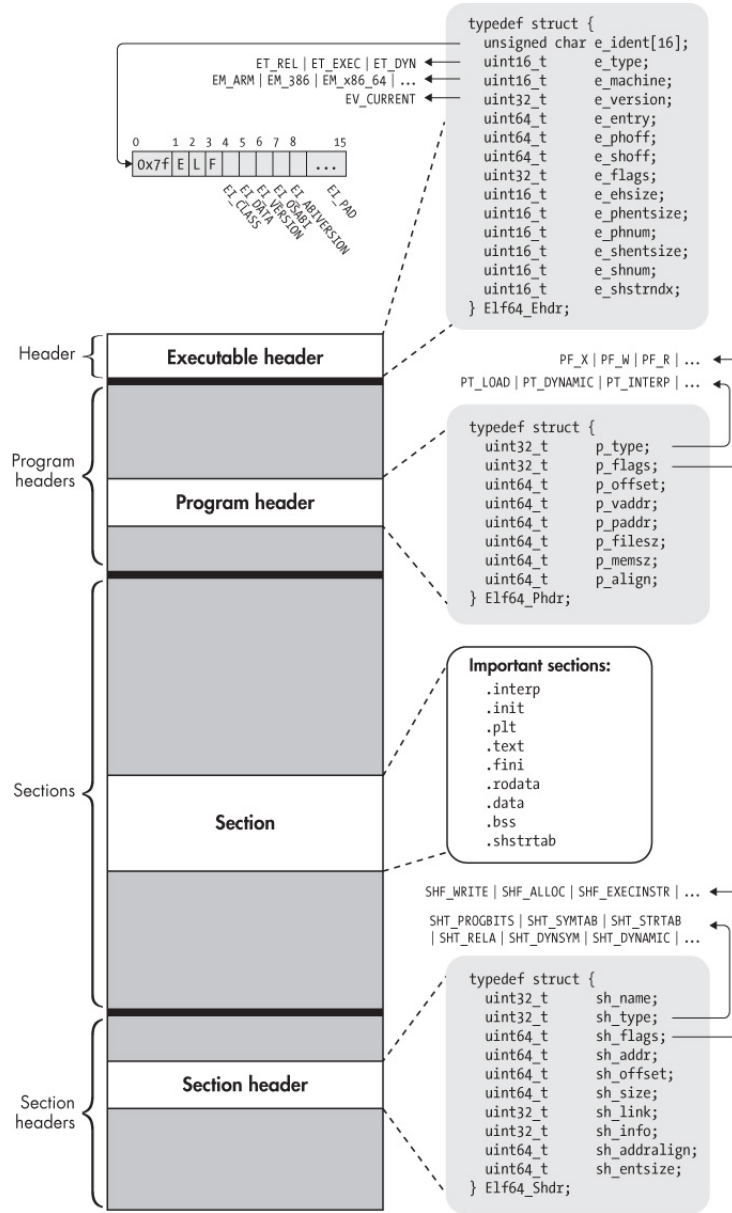 typedef struct {
unsigned char e_ident[16];
uint16_t e_type;
uint16_t e_machine;
uint32_t e_version;
uint64_t e_entry;
uint64_t e_phoff;
uint64_t e_shoff;
uint32_t e_flags;
uint16_t e_ehsize;
uint16_t e_phentsize;
uint16_t e_phnum;
uint16_t e_shentsize;
uint16_t e_shnum;
uint16_t e_shstrndx;
} Elf64_Ehdr;
ET_REL | ET_EXEC | ET_DYN
EM_ARM | EM_386 | EM_x86_64 | ...
EV_CURRENT
0 1 2 3 4 5 6 7 8 15
0x7f E L F ...
EI_CLASS
EI_DATA
EI_VERSION
EI_OSABI
EI_ABIVERSION
EI_PAD
Header
Executable header
PF_X | PF_W | PF_R | ...
PT_LOAD | PT_DYNAMIC | PT_INTERP | ...
Program
headers
Program header
typedef struct {
uint32_t p_type;
uint32_t p_flags;
uint64_t p_offset;
uint64_t p_vaddr;
uint64_t p_paddr;
uint64_t p_filesz;
uint64_t p_memsz;
uint64_t p_align;
} Elf64_Phdr;
Sections
Section
Important sections:
.interp
.init
.plt
.text
.fini
.rodata
.data
.bss
.shstrtab
SHF_WRITE | SHF_ALLOC | SHF_EXECINSTR | ...
SHT_PROGBITS | SHT_SYMTAB | SHT_STRTAB
| SHT_RELA | SHT_DYNSYM | SHT_DYNAMIC | ...
Section
headers
Section header
typedef struct {
uint32_t sh_name;
uint32_t sh_type;
uint64_t sh_flags;
uint64_t sh_addr;
uint64_t sh_offset;
uint64_t sh_size;
uint32_t sh_link;
uint32_t sh_info;
uint64_t sh_addralign;
uint64_t sh_entsize;
} Elf64_Shdr;